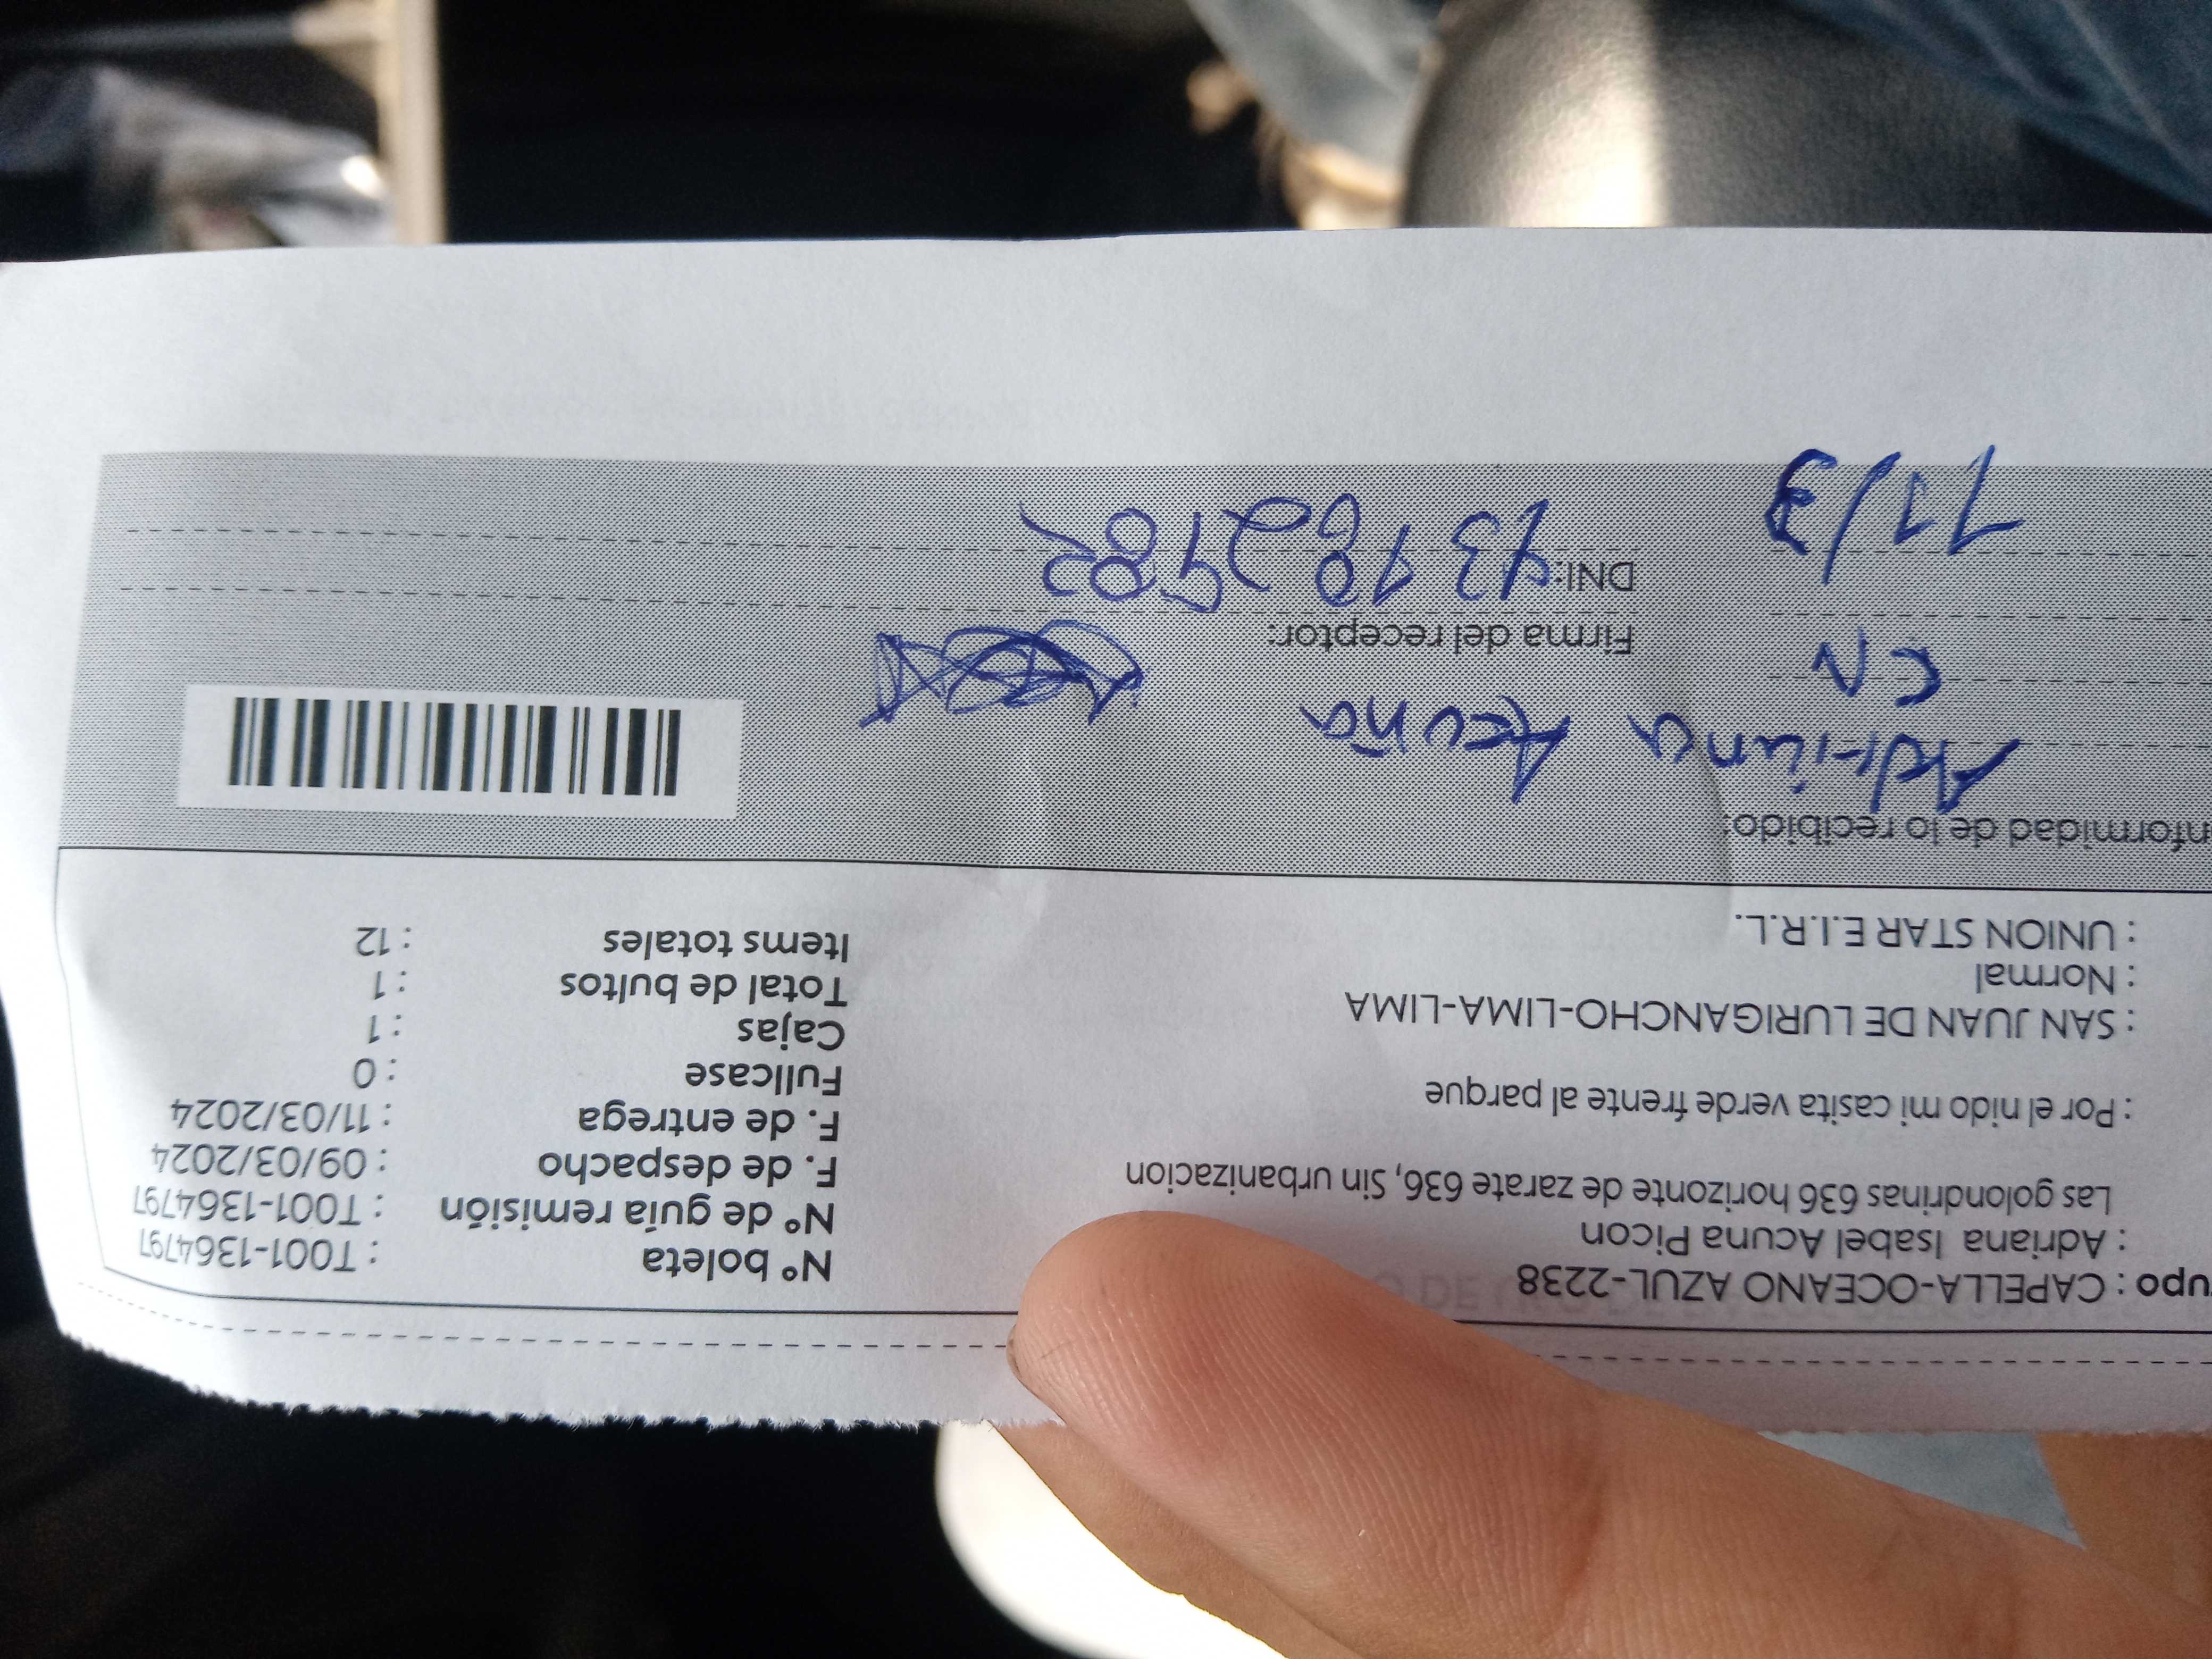 upo : CAPELLA-OCEANO AZUL-2238
: Adriana Isabel Acuna Picon
Las golondrinas 636 horizonte de zarate 636, Sin urbanizacion
: Por el nido mi casita verde frente al parque
: SAN JUAN DE LURIGANCHO-LIMA-LIMA
: Normal
: UNION STAR E.I.R.L.
N° boleta : T001-1364797
N° de guía remisión : T001-1364797
F. de despacho : 09/03/2024
F. de entrega : 11/03/2024
Fullcase : 0
Cajas : 1
Total de bultos : 1
Items totales : 12
nformidad de lo recibido:
Adriana Acuña
CN
Firma del receptor:
DNI:
11/3